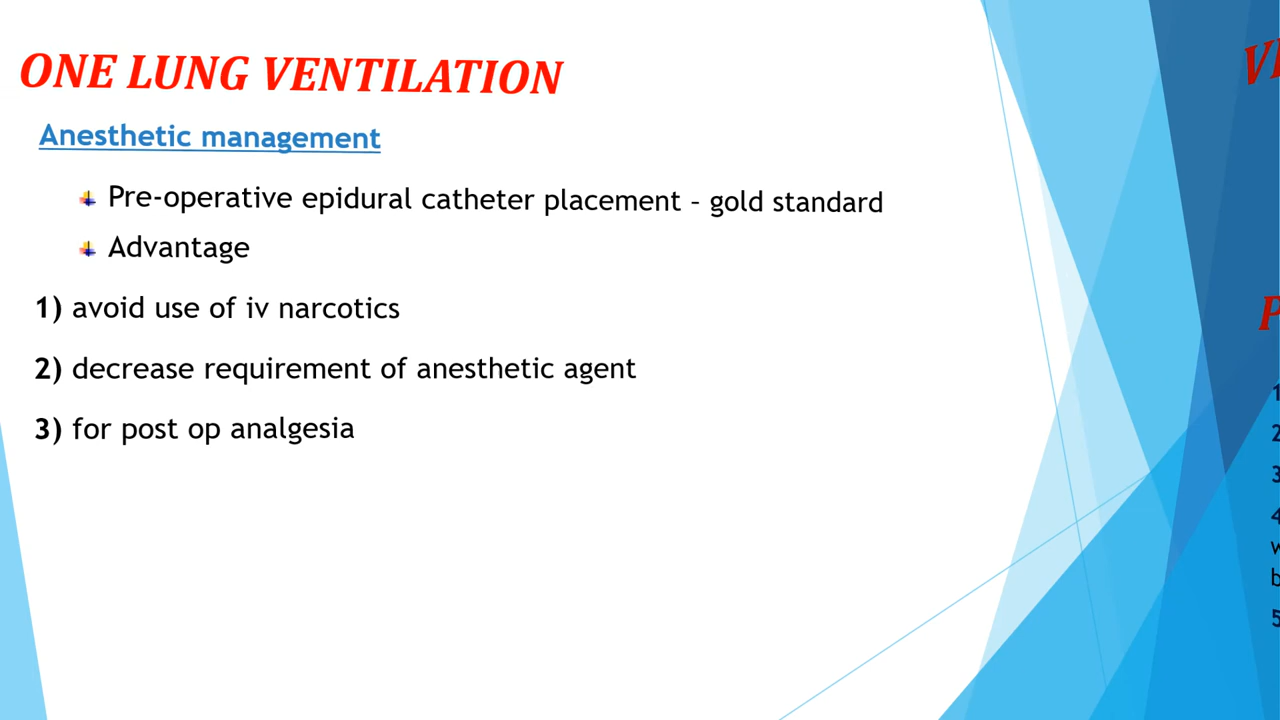 ONE LUNG VENTILATION
Anesthetic management
Pre-operative epidural catheter placement – gold standard
Advantage
1) avoid use of iv narcotics
2) decrease requirement of anesthetic agent
3) for post op analgesia